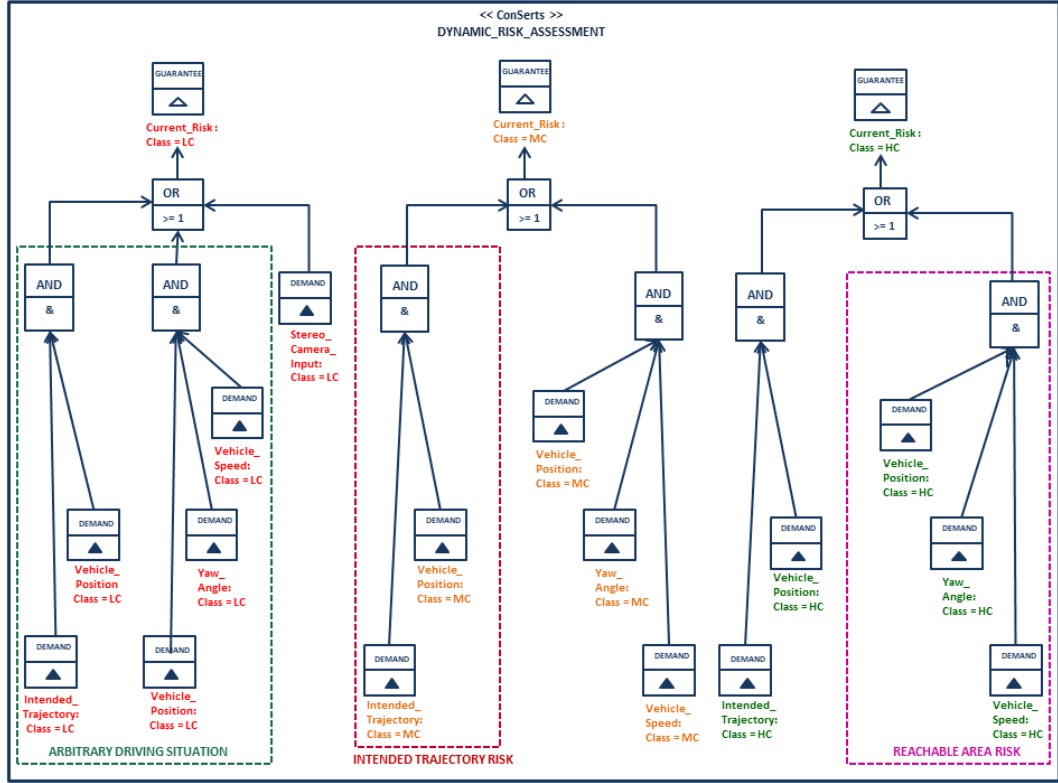 << ConSerts >>
DYNAMIC_RISK_ASSESSMENT
GUARANTEE
Current_Risk :
Class = LC
OR
>= 1
AND
&
AND
&
DEMAND
Stereo_
Camera_
Input:
Class = LC
DEMAND
Vehicle_
Speed:
Class = LC
DEMAND
Vehicle_
Position
Class = LC
DEMAND
Yaw_
Angle:
Class = LC
DEMAND
Intended_
Trajectory:
Class = LC
DEMAND
Vehicle_
Position:
Class = LC
ARBITRARY DRIVING SITUATION
GUARANTEE
Current_Risk :
Class = MC
OR
>= 1
AND
&
AND
&
DEMAND
Vehicle_
Position:
Class = MC
DEMAND
Vehicle_
Position:
Class = MC
DEMAND
Yaw_
Angle:
Class = MC
DEMAND
Intended_
Trajectory:
Class = MC
DEMAND
Vehicle_
Speed:
Class = MC
INTENDED TRAJECTORY RISK
GUARANTEE
Current_Risk:
Class = HC
OR
>= 1
AND
&
AND
&
DEMAND
Vehicle_
Position:
Class = HC
DEMAND
Vehicle_
Position:
Class = HC
DEMAND
Yaw_
Angle:
Class = HC
DEMAND
Intended_
Trajectory:
Class = HC
DEMAND
Vehicle_
Speed:
Class = HC
REACHABLE AREA RISK